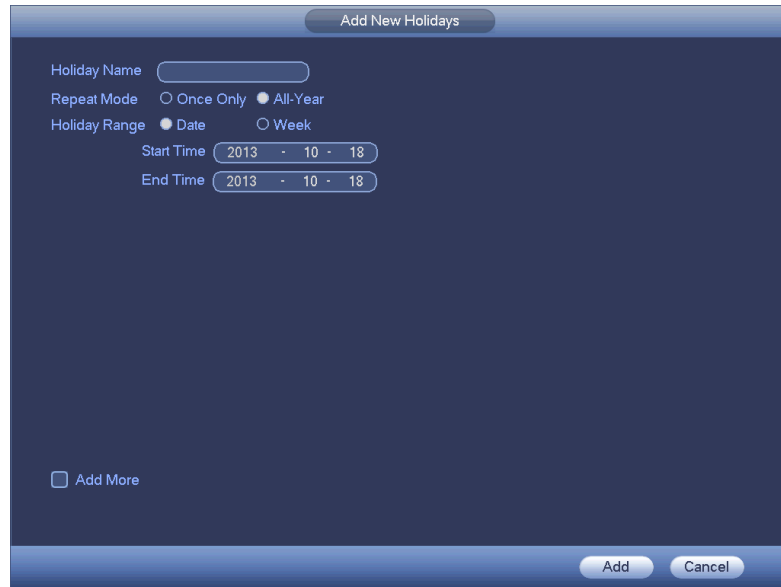 Add New Holidays
Holiday Name
Repeat Mode Once Only All-Year
Holiday Range Date Week
Start Time 2013 - 10 - 18
End Time 2013 - 10 - 18
Add More
Add Cancel